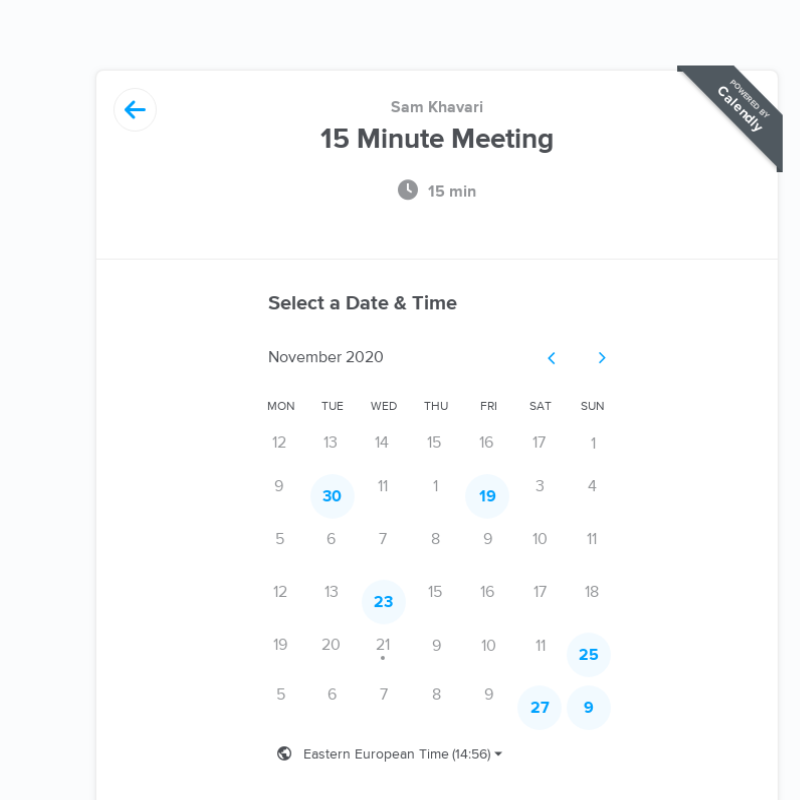 POWERED BY
Calendly
Sam Khavari
15 Minute Meeting
15 min
Select a Date & Time
November 2020
MON TUE WED THU FRI SAT SUN
12 13 14 15 16 17 1
9 30 11 1 19 3 4
5 6 7 8 9 10 11
12 13 23 15 16 17 18
19 20 21 9 10 11 25
5 6 7 8 9 27 9
Eastern European Time (14:56)